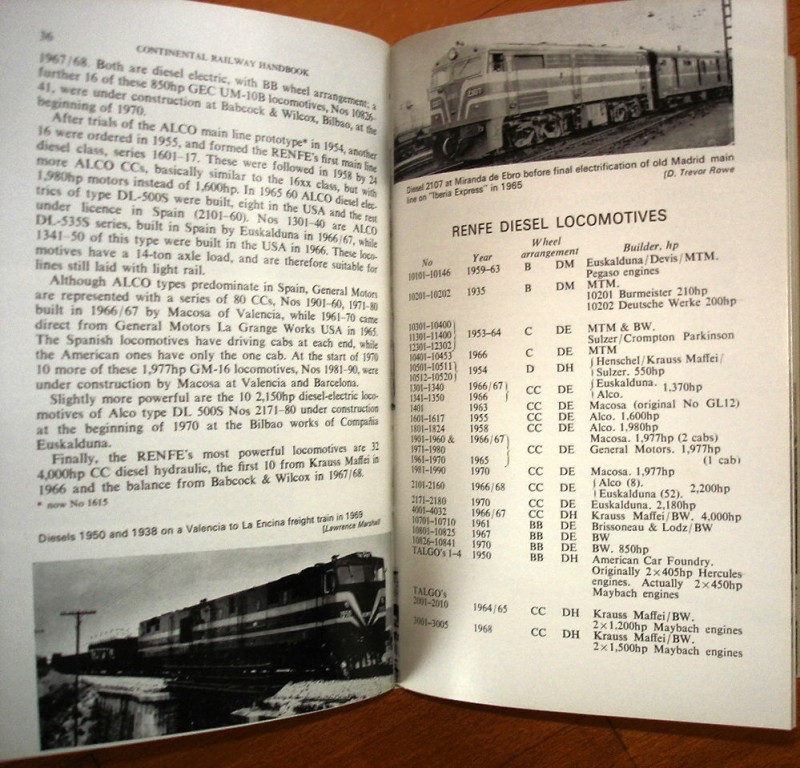 36
CONTINENTAL RAILWAY HANDBOOK
1967/68. Both are diesel electric, with BB wheel arrangement; a
further 16 of these 850hp GEC UM-10B locomotives, Nos 10826-
41, were under construction at Babcock & Wilcox, Bilbao, at the
beginning of 1970.
After trials of the ALCO main line prototype* in 1954, another
16 were ordered in 1955, and formed the RENFE's first main line
diesel class, series 1601-17. These were followed in 1958 by 24
more ALCO CCs, basically similar to the 16xx class, but with
1,980hp motors instead of 1,600hp. In 1965 60 ALCO diesel elec-
trics of type DL-500S were built, eight in the USA and the rest
under licence in Spain (2101-60). Nos 1301-40 are ALCO
DL-535S series, built in Spain by Euskalduna in 1966/67, while
1341-50 of this type were built in the USA in 1966. These loco-
motives have a 14-ton axle load, and are therefore suitable for
lines still laid with light rail.
Although ALCO types predominate in Spain, General Motors
are represented with a series of 80 CCs, Nos 1901-60, 1971-80
built in 1966/67 by Macosa of Valencia, while 1961-70 came
direct from General Motors La Grange Works USA in 1965.
The Spanish locomotives have driving cabs at each end, while
the American ones have only the one cab. At the start of 1970
10 more of these 1,977hp GM-16 locomotives, Nos 1981-90, were
under construction by Macosa at Valencia and Barcelona.
Slightly more powerful are the 10 2,150hp diesel-electric loco-
motives of Alco type DL 500S Nos 2171-80 under construction
at the beginning of 1970 at the Bilbao works of Compañia
Euskalduna.
Finally, the RENFE's most powerful locomotives are 32
4,000hp CC diesel hydraulic, the first 10 from Krauss Maffei in
1966 and the balance from Babcock & Wilcox in 1967/68.
* now No 1615
Diesels 1950 and 1938 on a Valencia to La Encina freight train in 1969
[Lawrence Marshall
2107
Diesel 2107 at Miranda de Ebro before final electrification of old Madrid main
line on "Iberia Express" in 1965 [D. Trevor Rowe
RENFE DIESEL LOCOMOTIVES
No Year Wheel arrangement Builder, hp
10101-10146 1959-63 B DM Euskalduna/Devis/MTM.
Pegaso engines
10201-10202 1935 B DM MTM.
10201 Burmeister 210hp
10202 Deutsche Werke 200hp
10301-10400
11301-11400 1953-64 C DE MTM & BW.
12301-12302 Sulzer/Crompton Parkinson
10401-10453 1966 C DE MTM
10501-10511 1954 D DH Henschel/Krauss Maffei/
10512-10520 Sulzer. 550hp
1301-1340 1966/67 CC DE Euskalduna. 1,370hp
1341-1350 1966 Alco.
1401 1963 CC DE Macosa (original No GL12)
1601-1617 1955 CC DE Alco. 1,600hp
1801-1824 1958 CC DE Alco. 1,980hp
1901-1960 & 1966/67 Macosa. 1,977hp (2 cabs)
1971-1980 CC DE General Motors. 1,977hp
1961-1970 1965 (1 cab)
1981-1990 1970 CC DE Macosa. 1,977hp
2101-2160 1966/68 CC DE Alco (8). 2,200hp
Euskalduna (52).
2171-2180 1970 CC DE Euskalduna. 2,180hp
4001-4032 1966/67 CC DH Krauss Maffei/BW. 4,000hp
10701-10710 1961 BB DE Brissoneau & Lodz/BW
10801-10825 1967 BB DE BW
10826-10841 1970 BB DE BW. 850hp
TALGO's 1-4 1950 BB DH American Car Foundry.
Originally 2×405hp Hercules
engines. Actually 2×450hp
Maybach engines
TALGO's
2001-2010 1964/65 CC DH Krauss Maffei/BW.
2×1,200hp Maybach engines
3001-3005 1968 CC DH Krauss Maffei/BW.
2×1,500hp Maybach engines